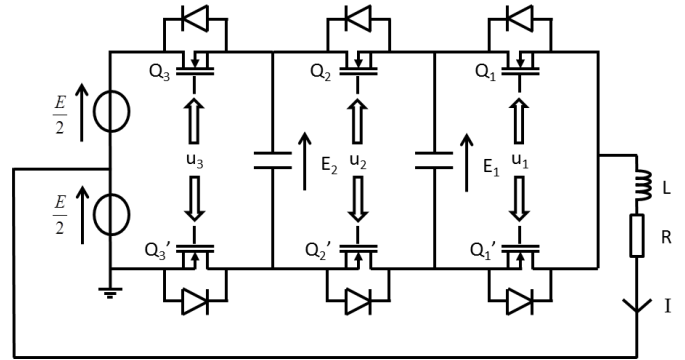 Q₃
Q₂
Q₁
E
2
u₃
E₂
u₂
E₁
u₁
E
2
L
R
Q₃’
Q₂’
Q₁’
I